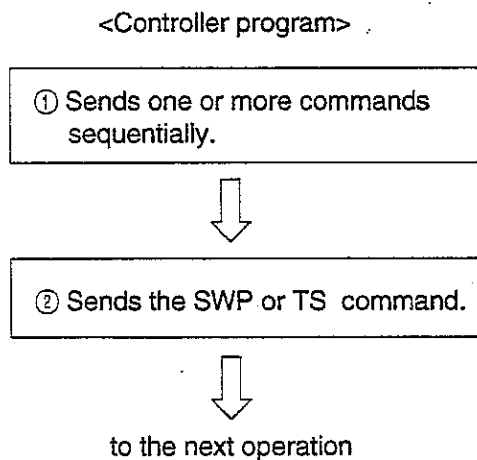 <Controller program>
① Sends one or more commands
sequentially.
② Sends the SWP or TS command.
to the next operation